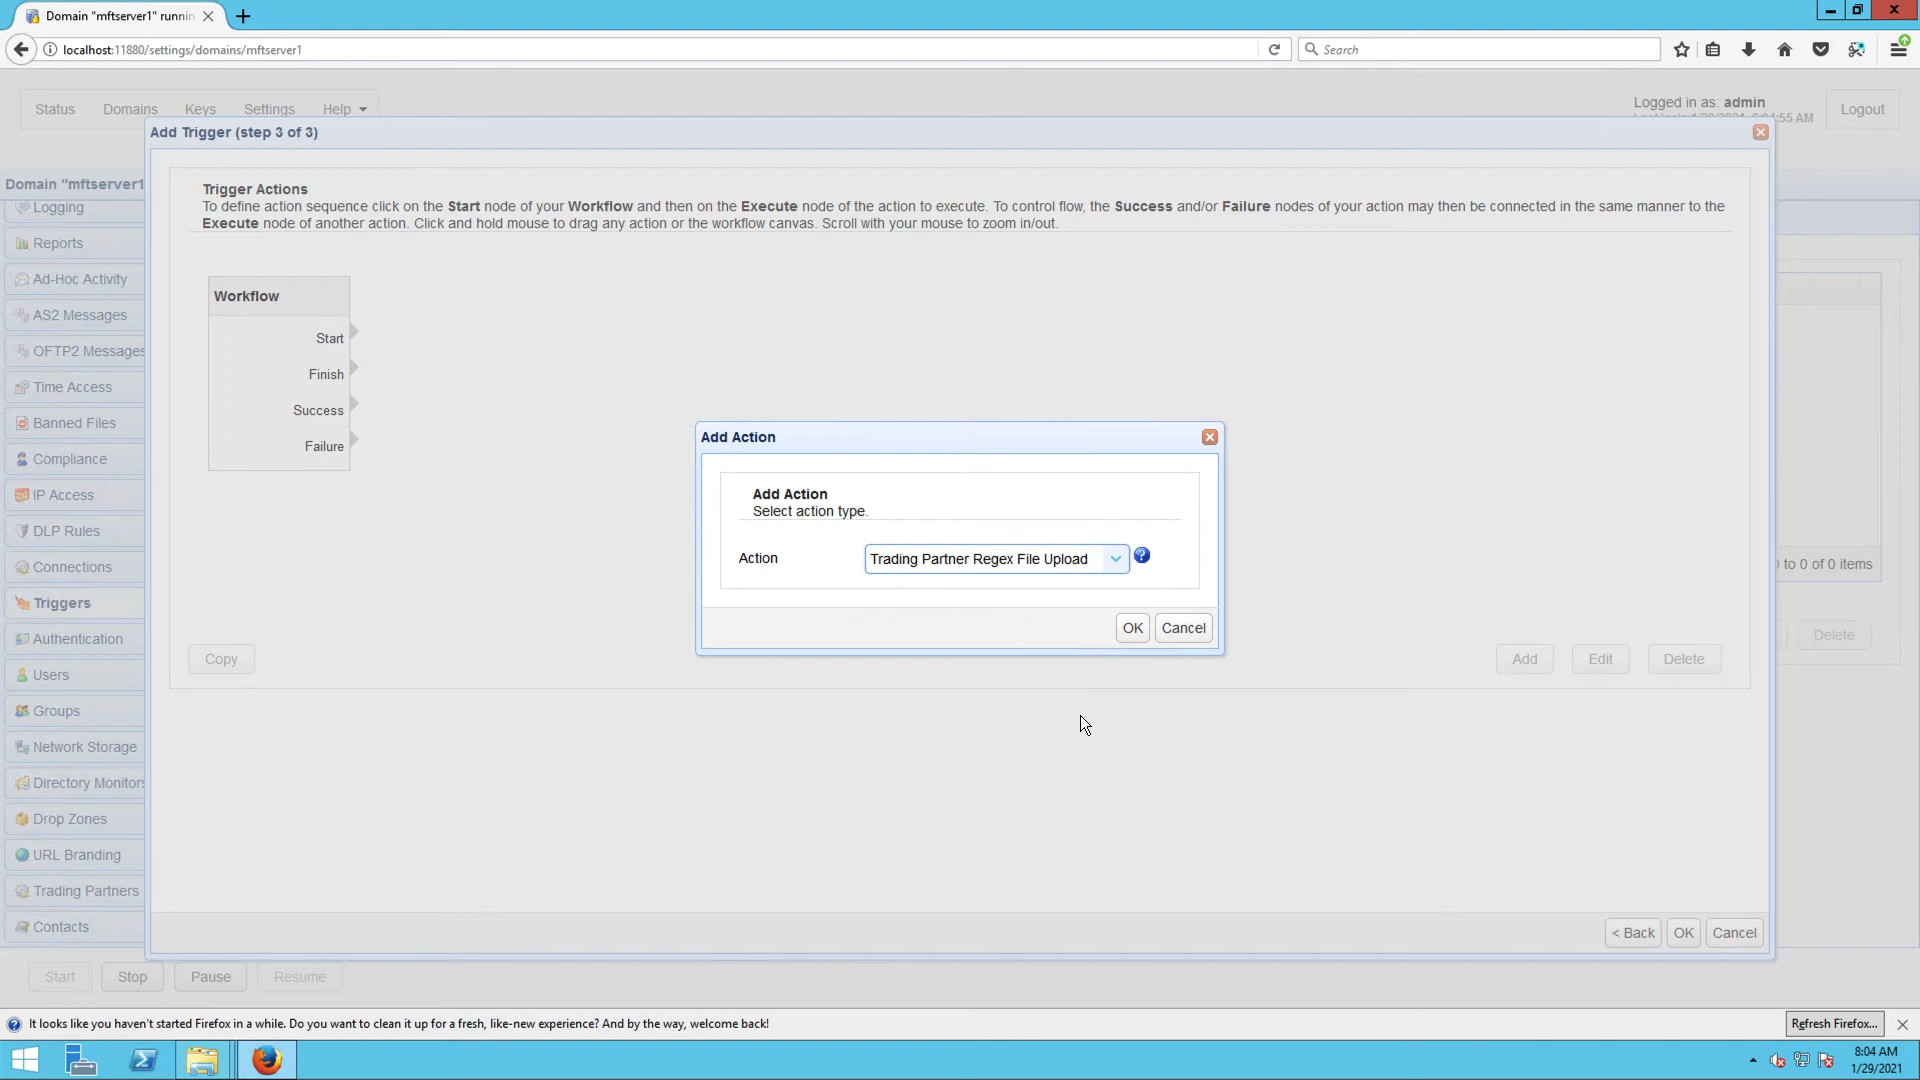 Domain "mftserver1" runnin
localhost:11880/settings/domains/mftserver1
Search
Status Domains Keys Settings Help
Logged in as: admin
:55 AM
Logout
Add Trigger (step 3 of 3)
Domain "mftserver1
Trigger Actions
To define action sequence click on the Start node of your Workflow and then on the Execute node of the action to execute. To control flow, the Success and/or Failure nodes of your action may then be connected in the same manner to the
Execute node of another action. Click and hold mouse to drag any action or the workflow canvas. Scroll with your mouse to zoom in/out.
Logging
Reports
Ad-Hoc Activity
AS2 Messages
OFTP2 Messages
Time Access
Banned Files
Compliance
IP Access
DLP Rules
Connections
Triggers
Authentication
Users
Groups
Network Storage
Directory Monitors
Drop Zones
URL Branding
Trading Partners
Contacts
Workflow
Start
Finish
Success
Failure
Add Action
Add Action
Select action type.
Action Trading Partner Regex File Upload
OK Cancel
to 0 of 0 items
Delete
Copy
Add Edit Delete
< Back OK Cancel
Start Stop Pause Resume
It looks like you haven't started Firefox in a while. Do you want to clean it up for a fresh, like-new experience? And by the way, welcome back!
Refresh Firefox...
8:04 AM
1/29/2021